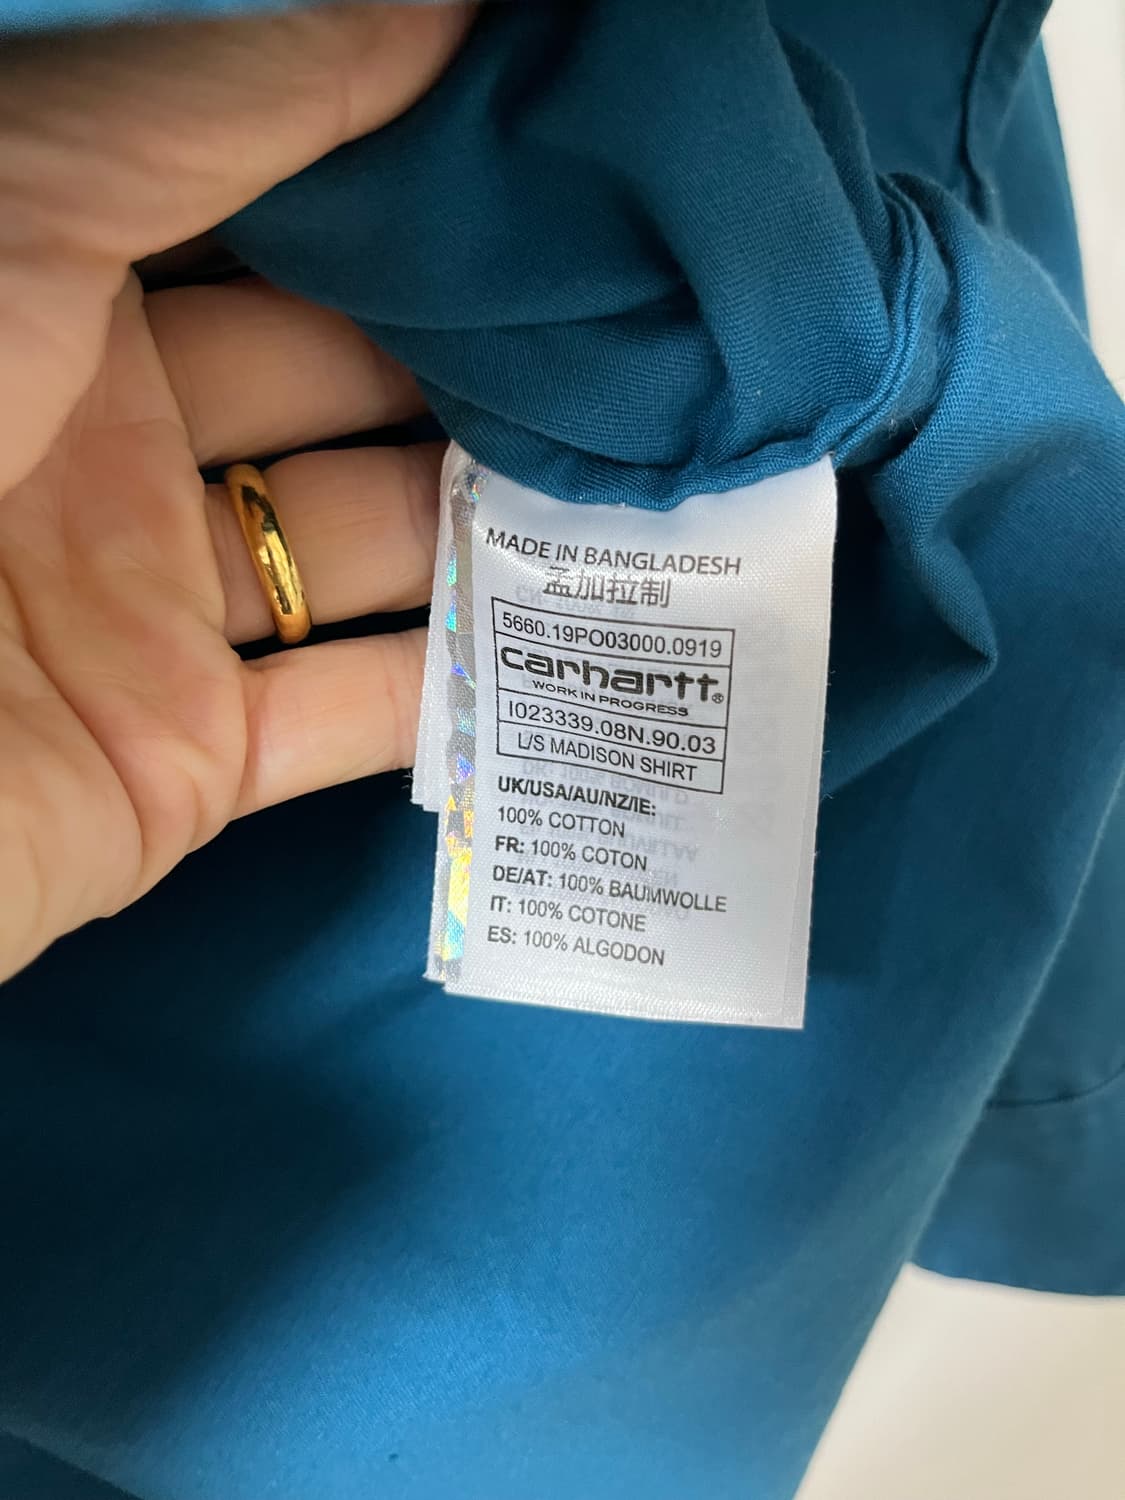 MADE IN BANGLADESH
孟加拉制
5660.19PO03000.0919
carhartt®
WORK IN PROGRESS
I023339.08N.90.03
L/S MADISON SHIRT
UK/USA/AU/NZ/IE:
100% COTTON
FR: 100% COTON
DE/AT: 100% BAUMWOLLE
IT: 100% COTONE
ES: 100% ALGODON